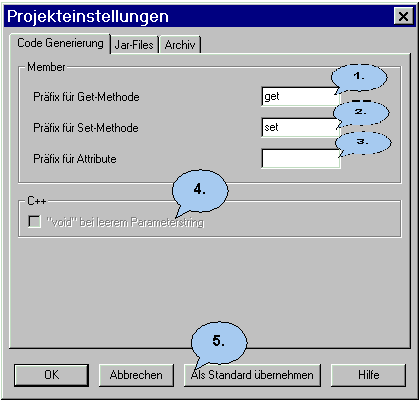 Projekteinstellungen
Code Generierung Jar-Files Archiv
Member
1.
Präfix für Get-Methode get
2.
Präfix für Set-Methode set
3.
Präfix für Attribute
4.
C++
"void" bei leerem Parameterstring
5.
OK Abbrechen Als Standard übernehmen Hilfe